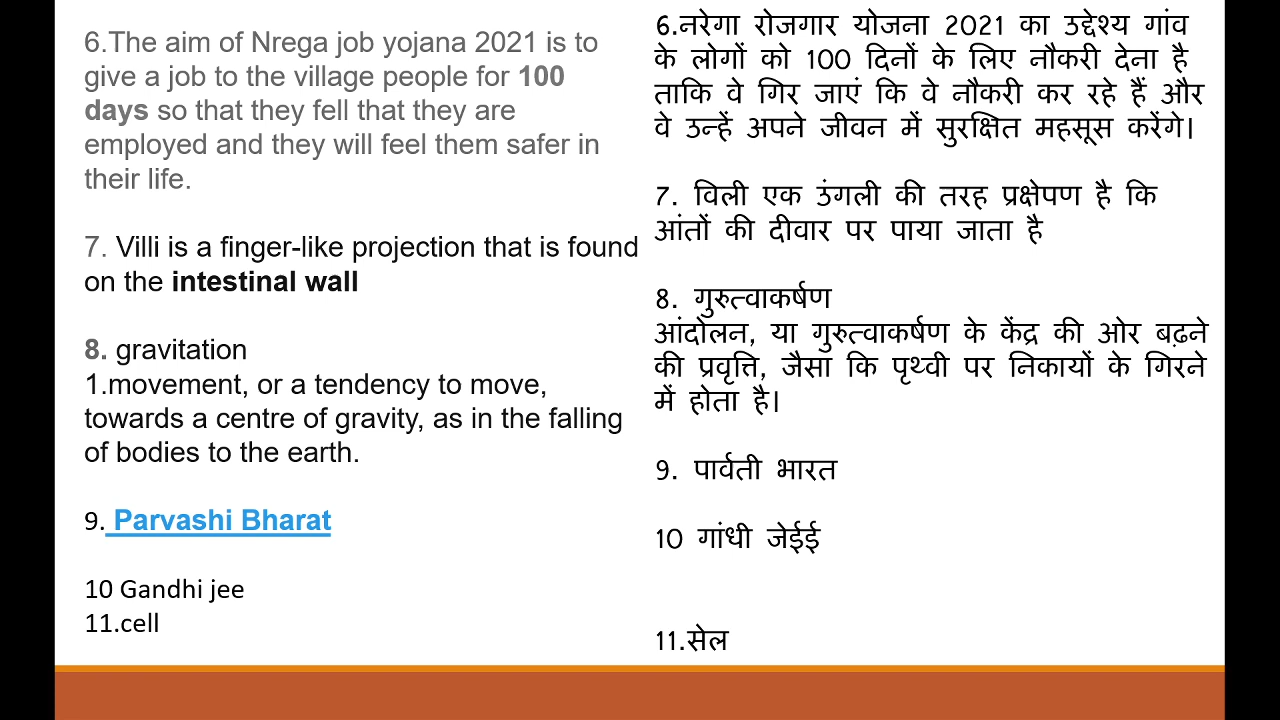 6.The aim of Nrega job yojana 2021 is to
give a job to the village people for 100
days so that they fell that they are
employed and they will feel them safer in
their life.
7. Villi is a finger-like projection that is found
on the intestinal wall
8. gravitation
1.movement, or a tendency to move,
towards a centre of gravity, as in the falling
of bodies to the earth.
9. Parvashi Bharat
10 Gandhi jee
11.cell
6.नरेगा रोजगार योजना 2021 का उद्देश्य गांव
के लोगों को 100 दिनों के लिए नौकरी देना है
ताकि वे गिर जाएं कि वे नौकरी कर रहे हैं और
वे उन्हें अपने जीवन में सुरक्षित महसूस करेंगे।
7. विली एक उंगली की तरह प्रक्षेपण है कि
आंतों की दीवार पर पाया जाता है
8. गुरुत्वाकर्षण
आंदोलन, या गुरुत्वाकर्षण के केंद्र की ओर बढ़ने
की प्रवृत्ति, जैसा कि पृथ्वी पर निकायों के गिरने
में होता है।
9. पार्वती भारत
10 गांधी जेईई
11.सेल